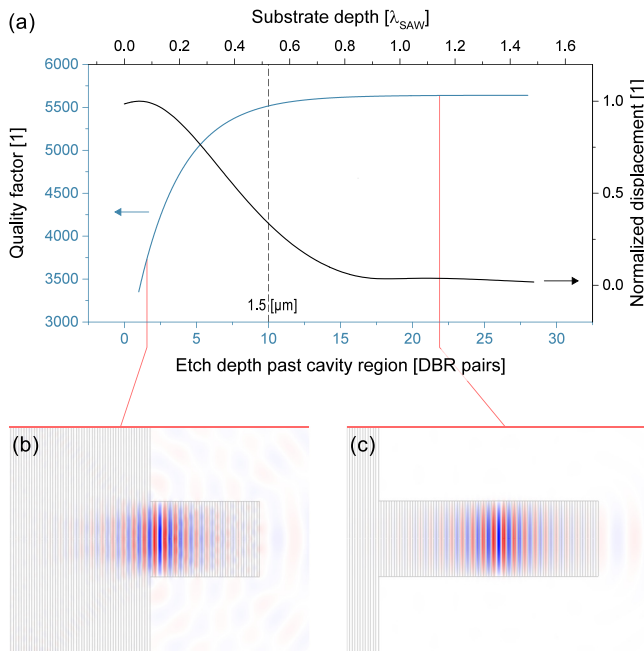 (a)
Substrate depth [λSAW]
0.0 0.2 0.4 0.6 0.8 1.0 1.2 1.4 1.6
6000
5500
5000
4500
4000
3500
3000
Quality factor [1]
1.0
0.5
0.0
Normalized displacement [1]
1.5 [μm]
0 5 10 15 20 25 30
Etch depth past cavity region [DBR pairs]
(b)
(c)